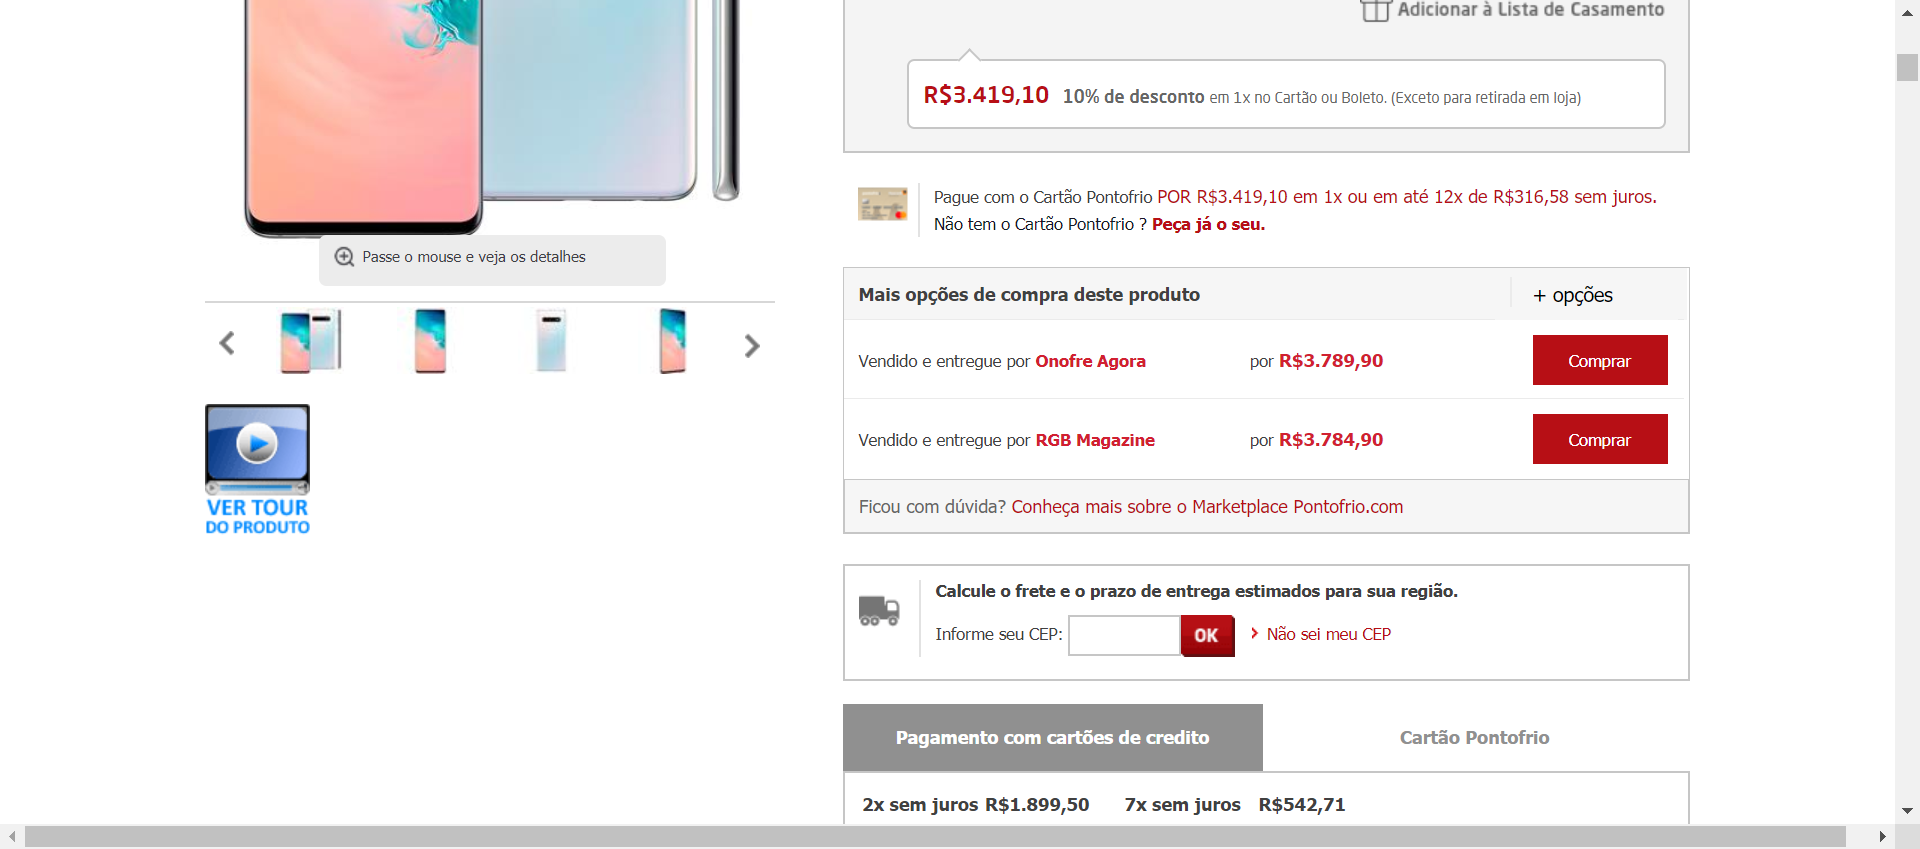 Adicionar à Lista de Casamento
R$3.419,10 10% de desconto em 1x no Cartão ou Boleto. (Exceto para retirada em loja)
Pague com o Cartão Pontofrio POR R$3.419,10 em 1x ou em até 12x de R$316,58 sem juros.
Não tem o Cartão Pontofrio ? Peça já o seu.
Passe o mouse e veja os detalhes
Mais opções de compra deste produto + opções
Vendido e entregue por Onofre Agora por R$3.789,90 Comprar
Vendido e entregue por RGB Magazine por R$3.784,90 Comprar
Ficou com dúvida? Conheça mais sobre o Marketplace Pontofrio.com
VER TOUR
DO PRODUTO
Calcule o frete e o prazo de entrega estimados para sua região.
Informe seu CEP: OK Não sei meu CEP
Pagamento com cartões de credito Cartão Pontofrio
2x sem juros R$1.899,50 7x sem juros R$542,71